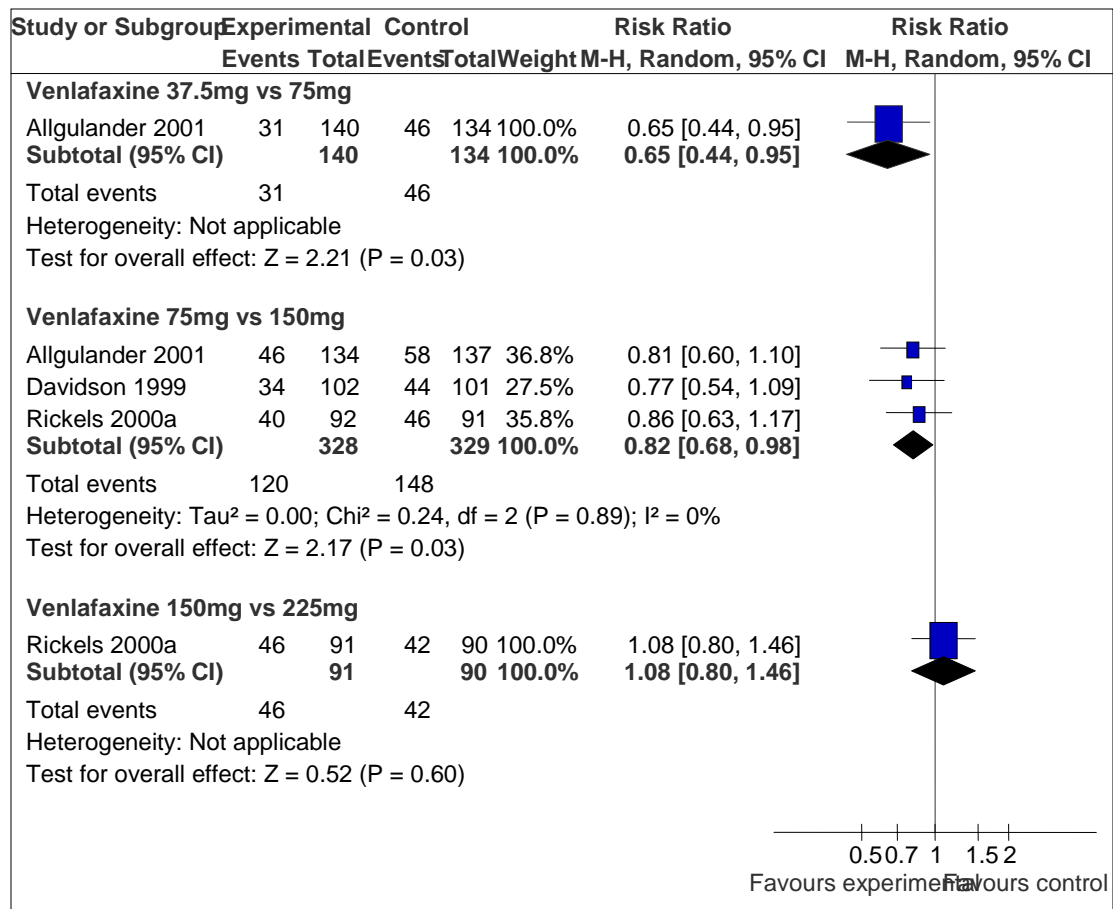 Study or Subgroup Experimental Control Risk Ratio Risk Ratio
Events Total Events Total Weight M-H, Random, 95% CI M-H, Random, 95% CI
Venlafaxine 37.5mg vs 75mg
Allgulander 2001 31 140 46 134 100.0% 0.65 [0.44, 0.95]
Subtotal (95% CI) 140 134 100.0% 0.65 [0.44, 0.95]
Total events 31 46
Heterogeneity: Not applicable
Test for overall effect: Z = 2.21 (P = 0.03)
Venlafaxine 75mg vs 150mg
Allgulander 2001 46 134 58 137 36.8% 0.81 [0.60, 1.10]
Davidson 1999 34 102 44 101 27.5% 0.77 [0.54, 1.09]
Rickels 2000a 40 92 46 91 35.8% 0.86 [0.63, 1.17]
Subtotal (95% CI) 328 329 100.0% 0.82 [0.68, 0.98]
Total events 120 148
Heterogeneity: Tau² = 0.00; Chi² = 0.24, df = 2 (P = 0.89); I² = 0%
Test for overall effect: Z = 2.17 (P = 0.03)
Venlafaxine 150mg vs 225mg
Rickels 2000a 46 91 42 90 100.0% 1.08 [0.80, 1.46]
Subtotal (95% CI) 91 90 100.0% 1.08 [0.80, 1.46]
Total events 46 42
Heterogeneity: Not applicable
Test for overall effect: Z = 0.52 (P = 0.60)
0.5 0.7 1 1.5 2
Favours experimental Favours control